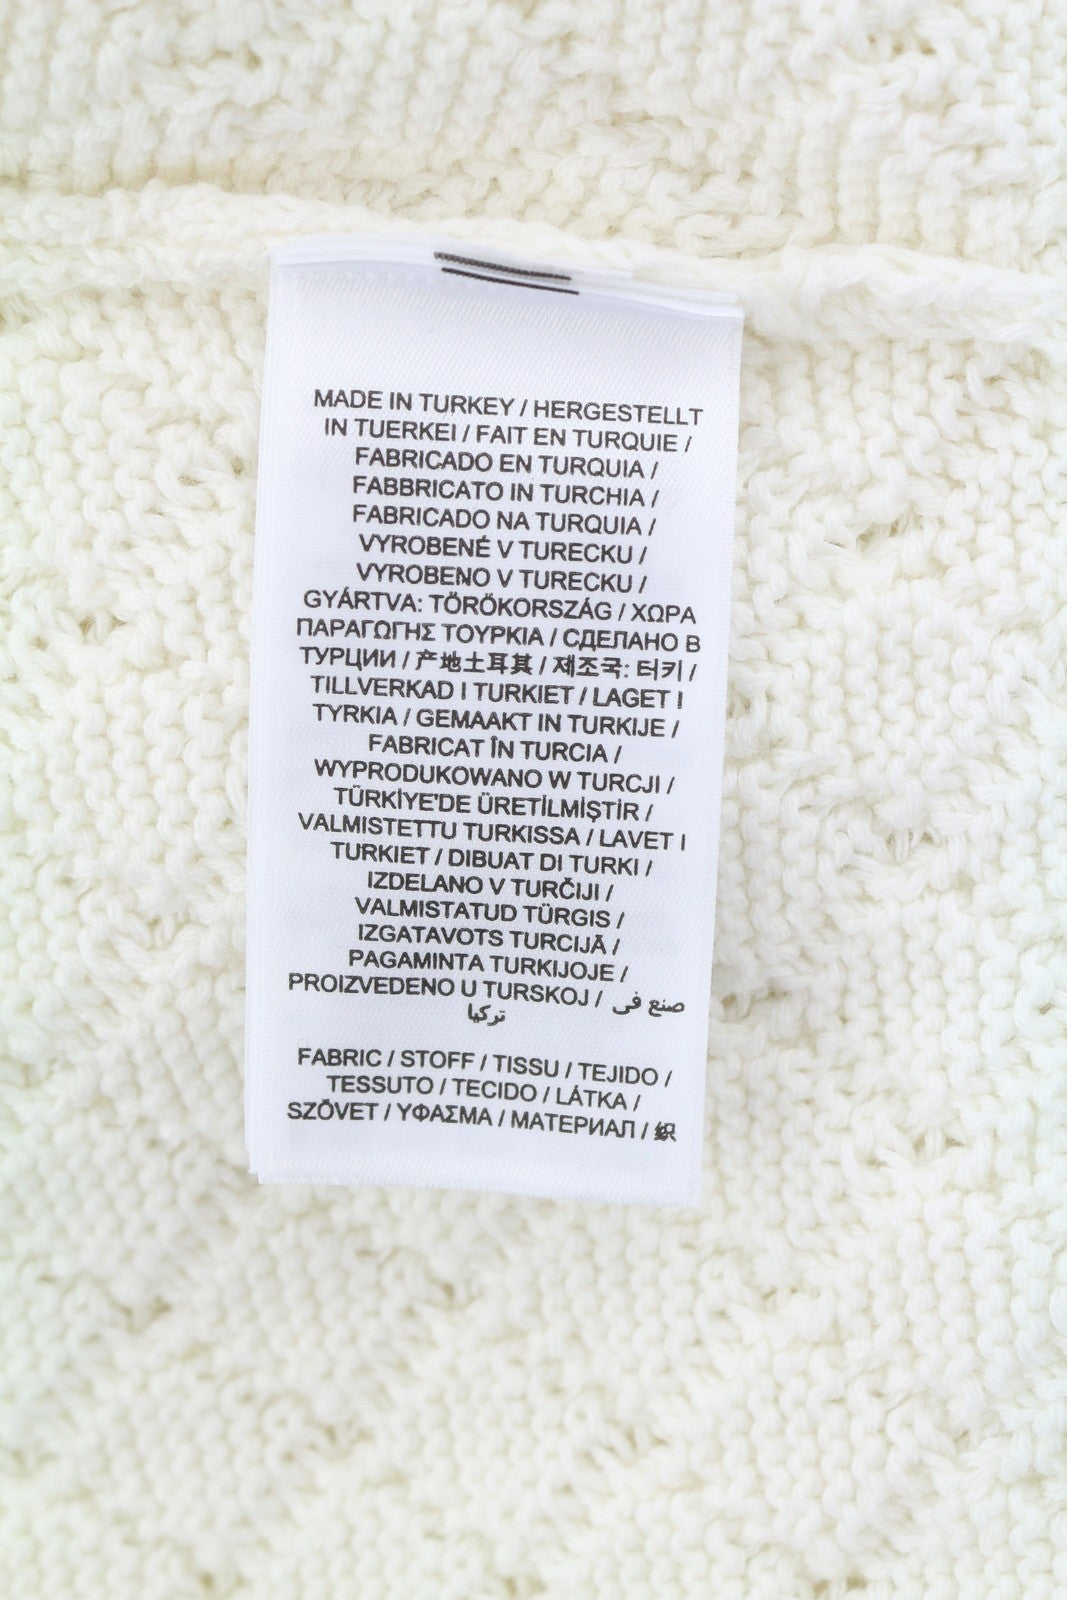 MADE IN TURKEY / HERGESTELLT
IN TUERKEI / FAIT EN TURQUIE /
FABRICADO EN TURQUIA /
FABBRICATO IN TURCHIA /
FABRICADO NA TURQUIA /
VYROBENÉ V TURECKU /
VYROBENO V TURECKU /
GYÁRTVA: TÖRÖKORSZÁG / ΧΩΡΑ
ΠΑΡΑΓΩΓΗΣ ΤΟΥΡΚΙΑ / СДЕЛАНО В
ТУРЦИИ / 产地土耳其 / 제조국: 터키 /
TILLVERKAD I TURKIET / LAGET I
TYRKIA / GEMAAKT IN TURKIJE /
FABRICAT ÎN TURCIA /
WYPRODUKOWANO W TURCJI /
TÜRKİYE'DE ÜRETİLMİŞTİR /
VALMISTETTU TURKISSA / LAVET I
TURKIET / DIBUAT DI TURKI /
IZDELANO V TURČIJI /
VALMISTATUD TÜRGIS /
IZGATAVOTS TURCIJĀ /
PAGAMINTA TURKIJOJE /
PROIZVEDENO U TURSKOJ / صنع في
تركيا
FABRIC / STOFF / TISSU / TEJIDO /
TESSUTO / TECIDO / LÁTKA /
SZÖVET / ΥΦΑΣΜΑ / МАТЕРИАЛ / 织